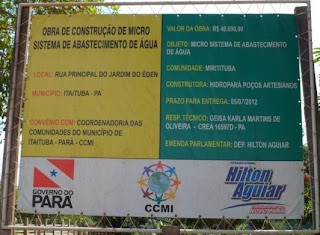 OBRA DE CONSTRUÇÃO DE MICRO
SISTEMA DE ABASTECIMENTO DE ÁGUA
LOCAL: RUA PRINCIPAL DO JARDIM DO ÉDEN
MUNICÍPIO: ITAITUBA - PA
CONVÊNIO-CCMI: COORDENADORIA DAS
COMUNIDADES DO MUNICÍPIO DE
ITAITUBA - PARÁ - CCMI
VALOR DA OBRA: R$ 40.000,00
OBJETO: MICRO SISTEMA DE ABASTECIMENTO
DE ÁGUA
COMUNIDADE: MIRITITUBA
CONSTRUTORA: HIDROPARÁ POÇOS ARTESIANOS
PRAZO PARA ENTREGA: 05/07/2012
RESP. TÉCNICO: GEISA KARLA MARTINS DE
OLIVEIRA - CREA 16597D - PA
EMENDA PARLAMENTAR: DEP. HILTON AGUIAR
GOVERNO DO
PARÁ
CCMI
Hilton
Aguiar